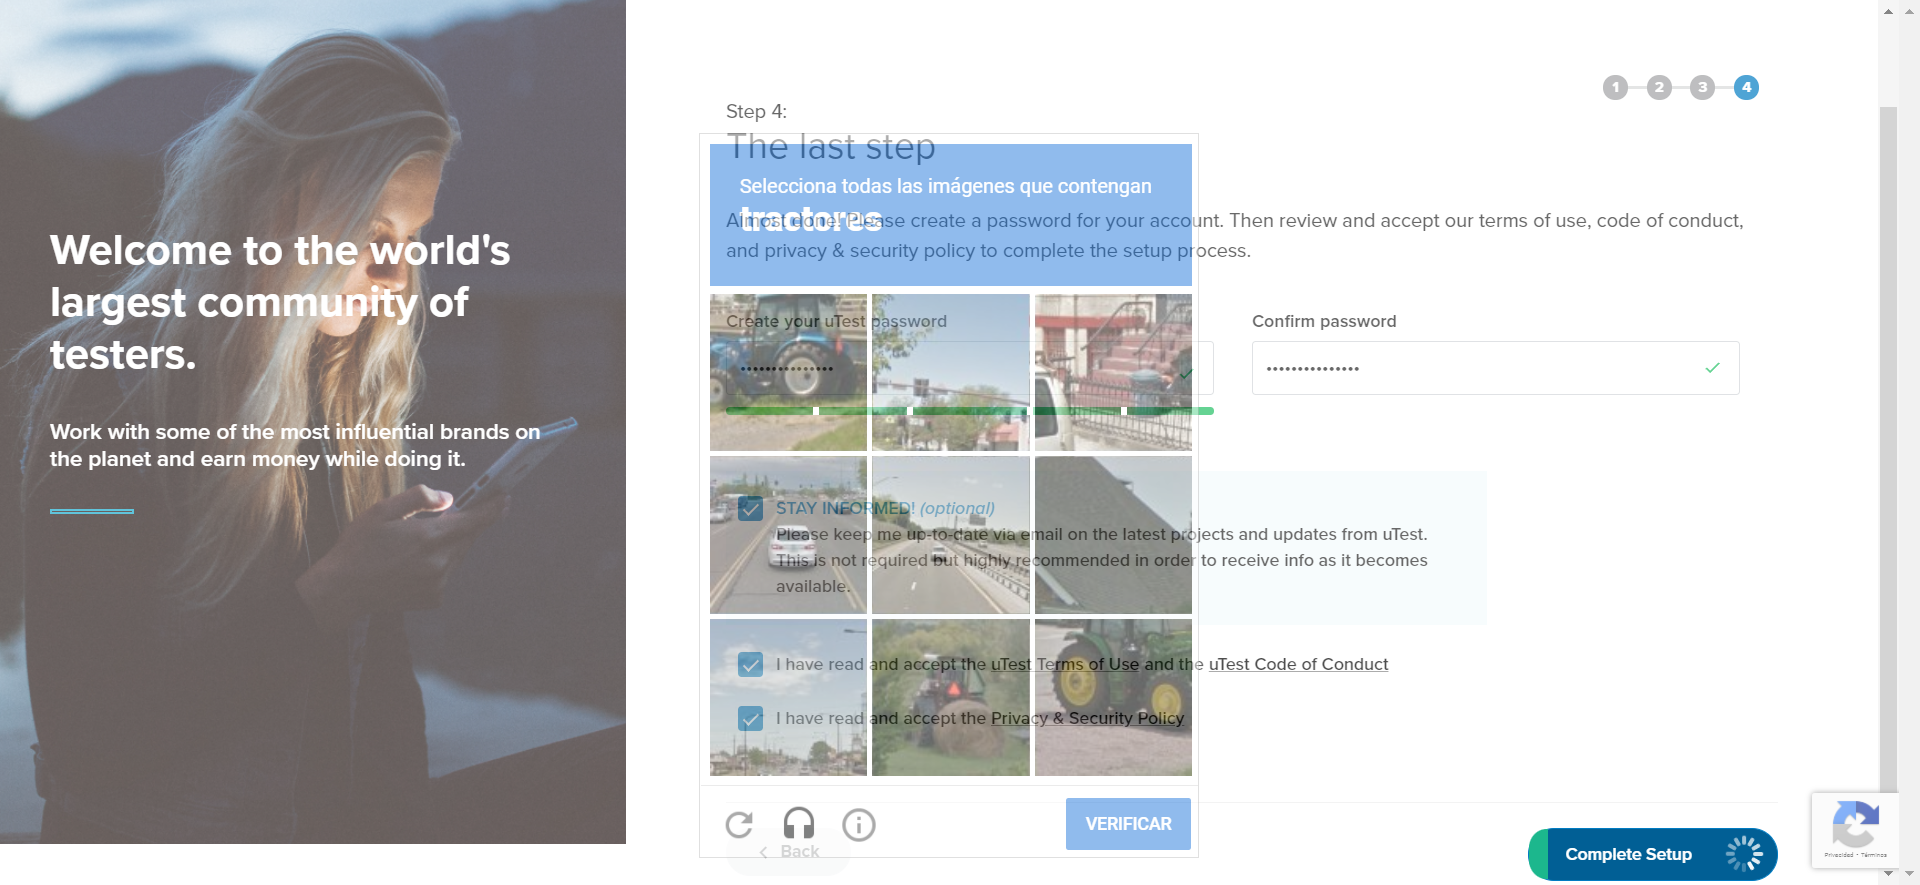 Welcome to the world's
largest community of
testers.
Work with some of the most influential brands on
the planet and earn money while doing it.
1 2 3 4
Step 4:
The last step
Selecciona todas las imágenes que contengan
tractores
Almost done! Please create a password for your account. Then review and accept our terms of use, code of conduct,
and privacy & security policy to complete the setup process.
Create your uTest password
Confirm password
STAY INFORMED! (optional)
Please keep me up-to-date via email on the latest projects and updates from uTest.
This is not required but highly recommended in order to receive info as it becomes
available.
I have read and accept the uTest Terms of Use and the uTest Code of Conduct
I have read and accept the Privacy & Security Policy
VERIFICAR
Back
Complete Setup
Privacidad - Términos